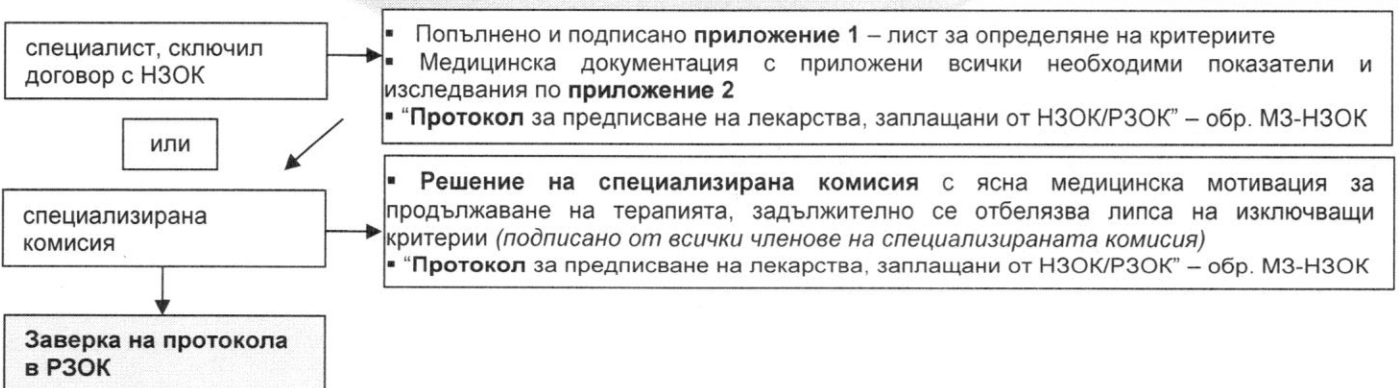 специалист, сключил
договор с НЗОК
▪ Попълнено и подписано приложение 1 – лист за определяне на критериите
▪ Медицинска документация с приложени всички необходими показатели и
изследвания по приложение 2
▪ “Протокол за предписване на лекарства, заплащани от НЗОК/РЗОК” – обр. МЗ-НЗОК
или
специализирана
комисия
▪ Решение на специализирана комисия с ясна медицинска мотивация за
продължаване на терапията, задължително се отбелязва липса на изключващи
критерии (подписано от всички членове на специализираната комисия)
▪ “Протокол за предписване на лекарства, заплащани от НЗОК/РЗОК” – обр. МЗ-НЗОК
Заверка на протокола
в РЗОК